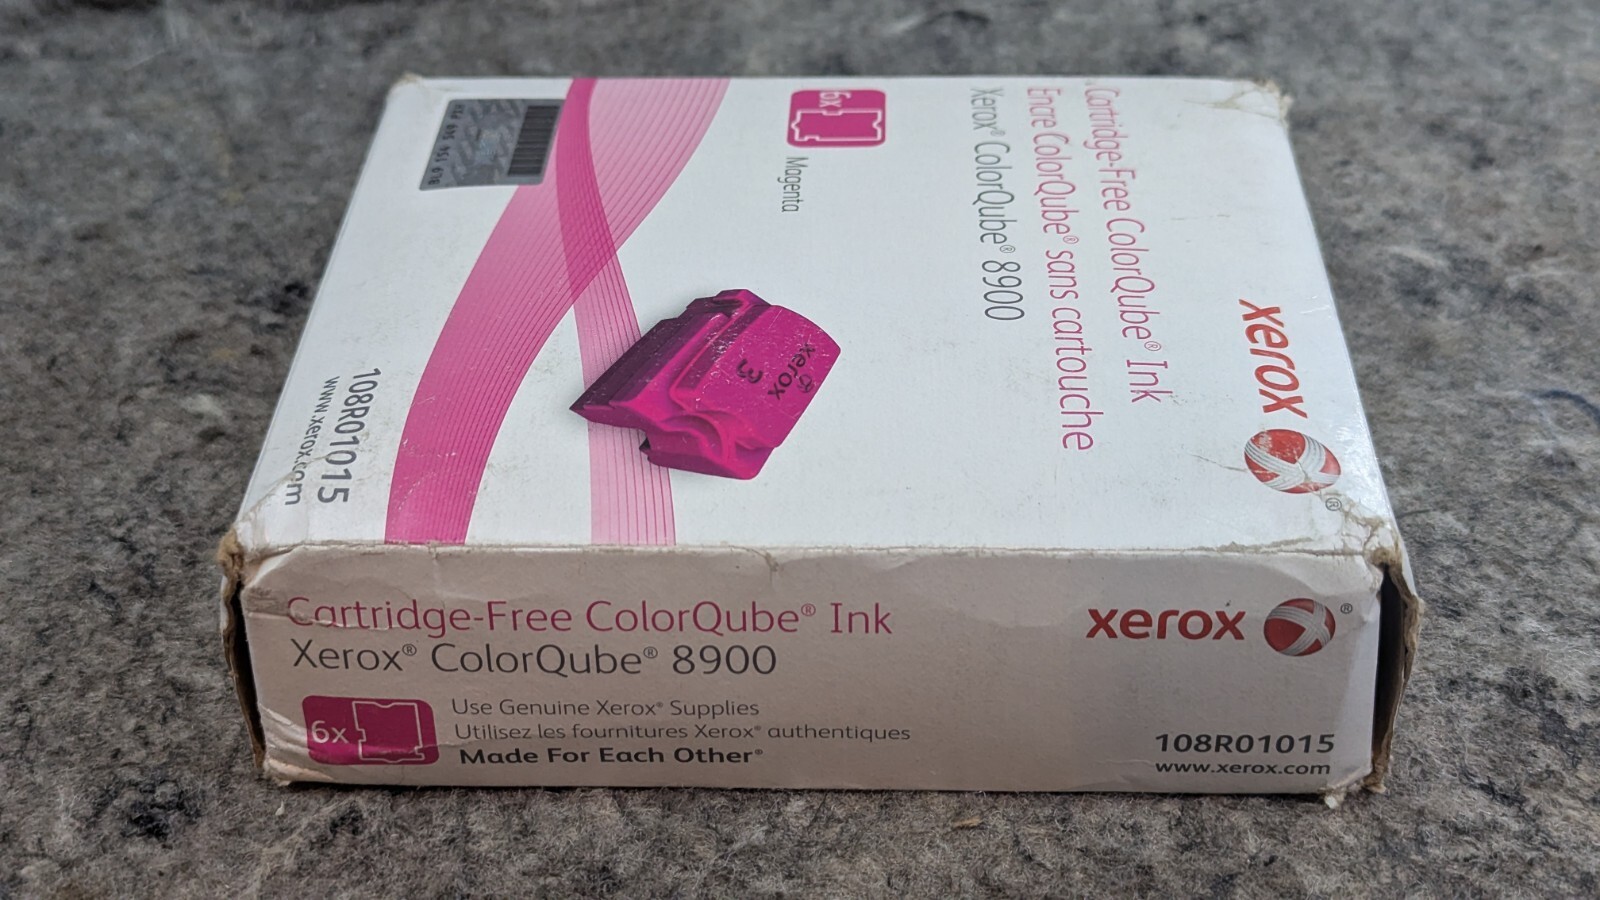 xerox ®
Cartridge-Free ColorQube® Ink
Encre ColorQube® sans cartouche
Xerox® ColorQube® 8900
6x
Magenta
xerox®
3
108R01015
www.xerox.com
Cartridge-Free ColorQube® Ink
Xerox® ColorQube® 8900
6x
Use Genuine Xerox® Supplies
Utilisez les fournitures Xerox® authentiques
Made For Each Other®
xerox ®
108R01015
www.xerox.com